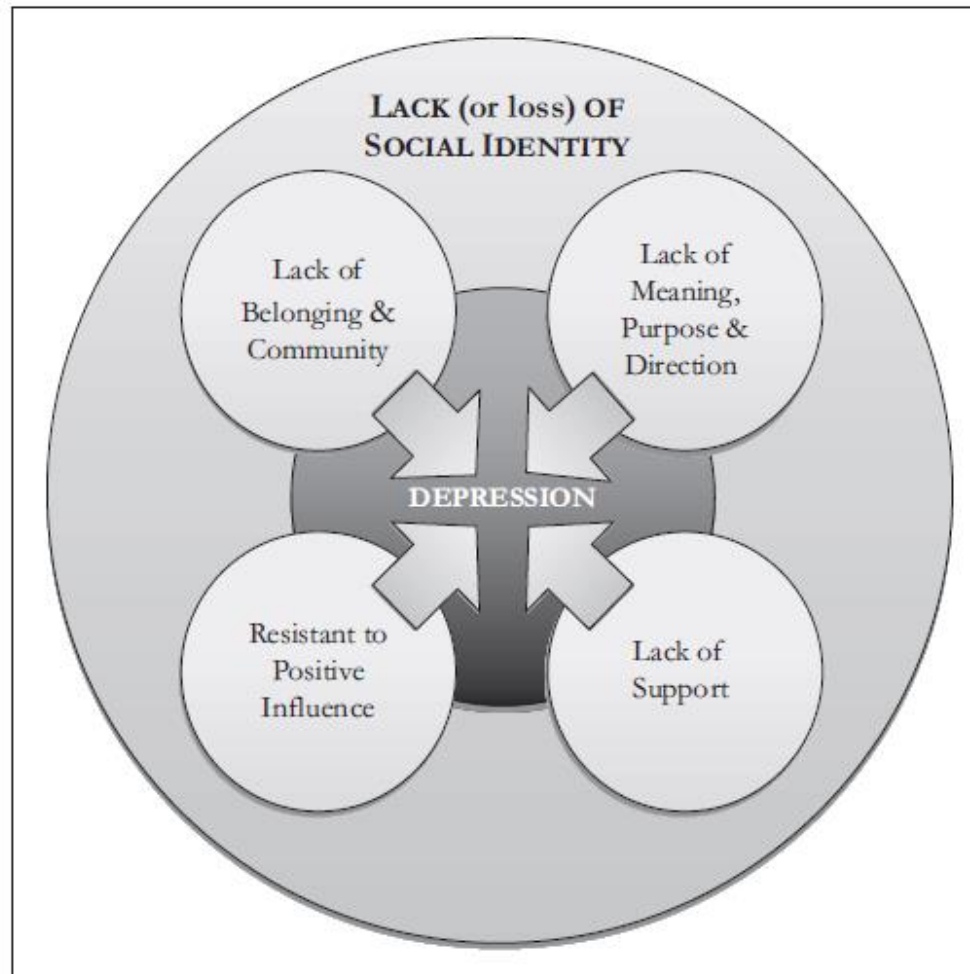 LACK (or loss) OF
SOCIAL IDENTITY
Lack of
Belonging &
Community
Lack of
Meaning,
Purpose &
Direction
DEPRESSION
Resistant to
Positive
Influence
Lack of
Support